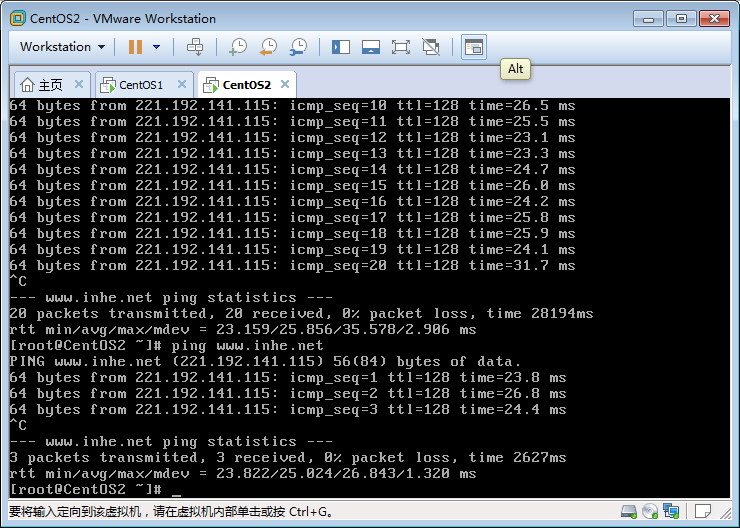 CentOS2 - VMware Workstation
Workstation
Alt
主页 CentOS1 CentOS2
64 bytes from 221.192.141.115: icmp_seq=10 ttl=128 time=26.5 ms
64 bytes from 221.192.141.115: icmp_seq=11 ttl=128 time=25.5 ms
64 bytes from 221.192.141.115: icmp_seq=12 ttl=128 time=23.1 ms
64 bytes from 221.192.141.115: icmp_seq=13 ttl=128 time=23.3 ms
64 bytes from 221.192.141.115: icmp_seq=14 ttl=128 time=24.7 ms
64 bytes from 221.192.141.115: icmp_seq=15 ttl=128 time=26.0 ms
64 bytes from 221.192.141.115: icmp_seq=16 ttl=128 time=24.2 ms
64 bytes from 221.192.141.115: icmp_seq=17 ttl=128 time=25.8 ms
64 bytes from 221.192.141.115: icmp_seq=18 ttl=128 time=25.9 ms
64 bytes from 221.192.141.115: icmp_seq=19 ttl=128 time=24.1 ms
64 bytes from 221.192.141.115: icmp_seq=20 ttl=128 time=31.7 ms
^C
--- www.inhe.net ping statistics ---
20 packets transmitted, 20 received, 0% packet loss, time 28194ms
rtt min/avg/max/mdev = 23.159/25.856/35.578/2.906 ms
[root@CentOS2 ~]# ping www.inhe.net
PING www.inhe.net (221.192.141.115) 56(84) bytes of data.
64 bytes from 221.192.141.115: icmp_seq=1 ttl=128 time=23.8 ms
64 bytes from 221.192.141.115: icmp_seq=2 ttl=128 time=26.8 ms
64 bytes from 221.192.141.115: icmp_seq=3 ttl=128 time=24.4 ms
^C
--- www.inhe.net ping statistics ---
3 packets transmitted, 3 received, 0% packet loss, time 2627ms
rtt min/avg/max/mdev = 23.822/25.024/26.843/1.320 ms
[root@CentOS2 ~]# _
要将输入定向到该虚拟机，请在虚拟机内部单击或按 Ctrl+G。